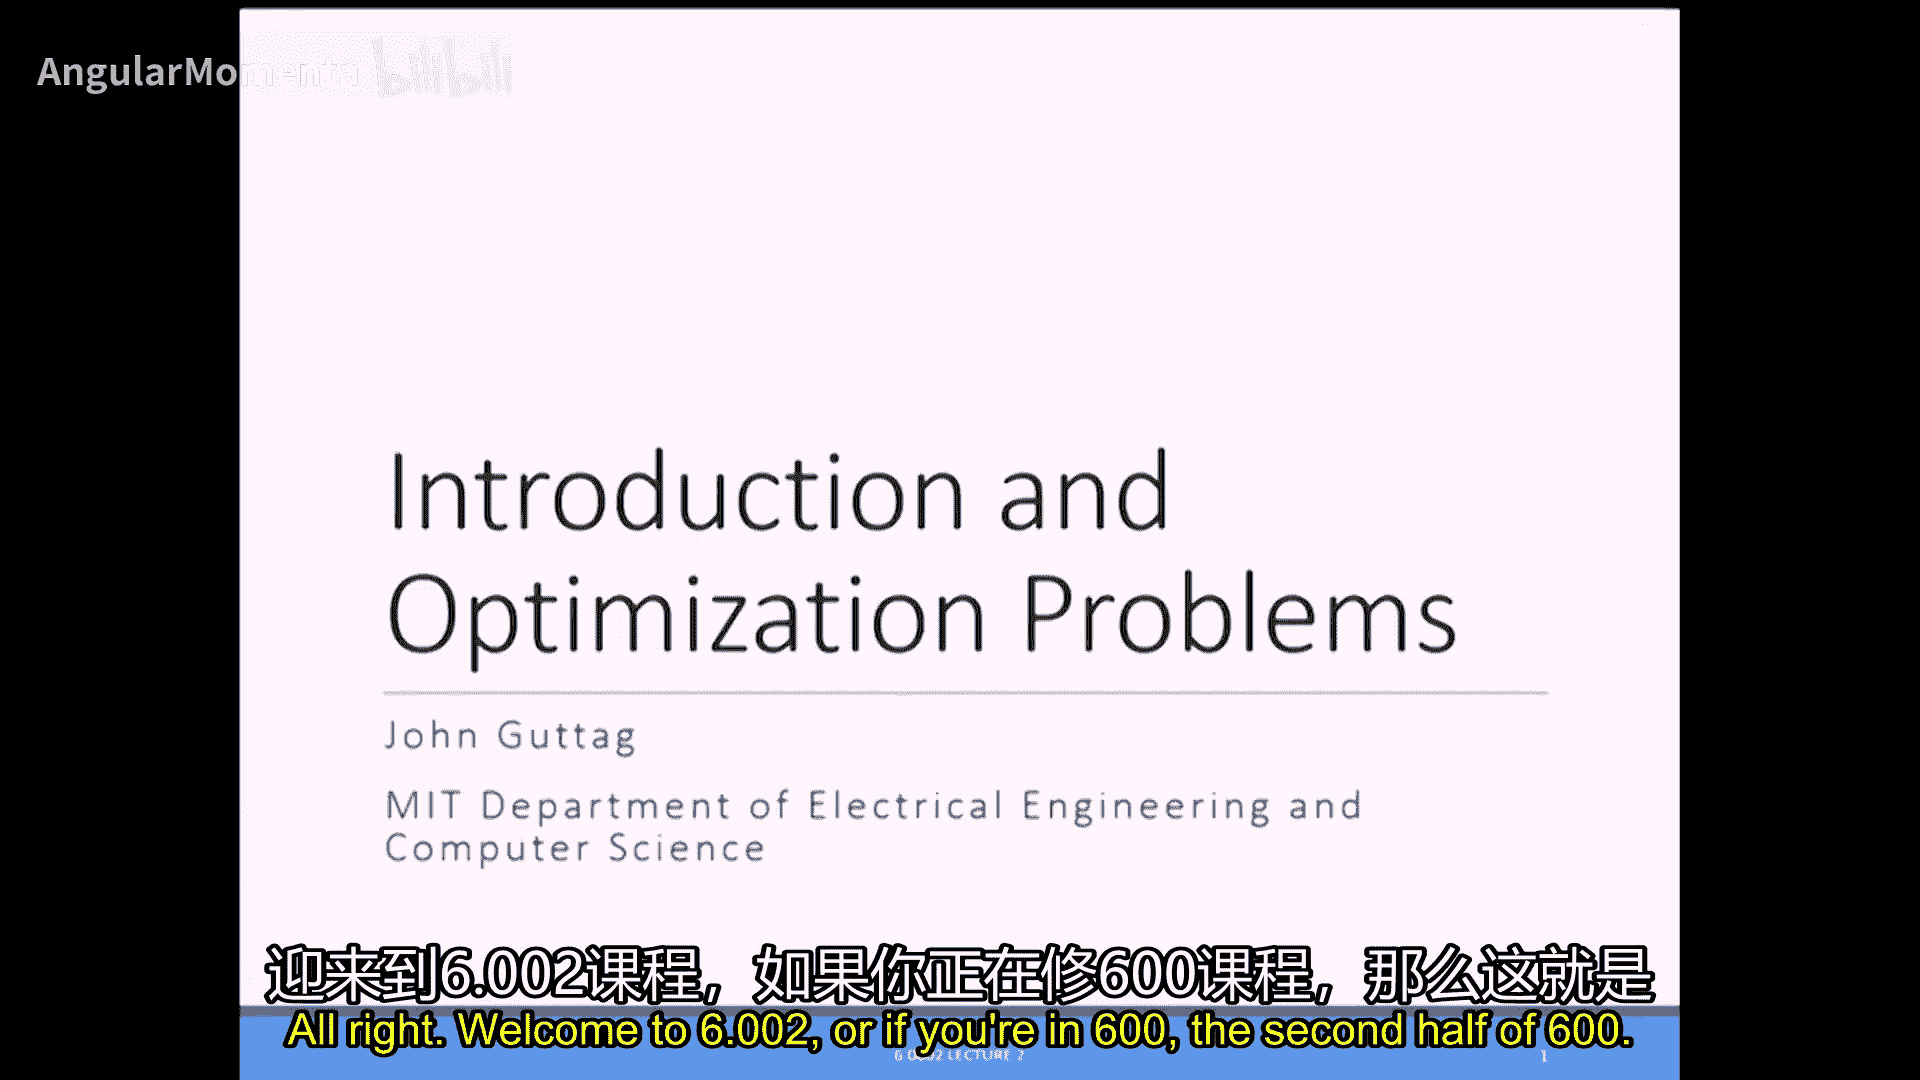 AngularMomenta bilibili
Introduction and
Optimization Problems
John Guttag
MIT Department of Electrical Engineering and
Computer Science
迎来到6.002课程，如果你正在修600课程，那么这就是
All right. Welcome to 6.002, or if you're in 600, the second half of 600.
LECTURE
1